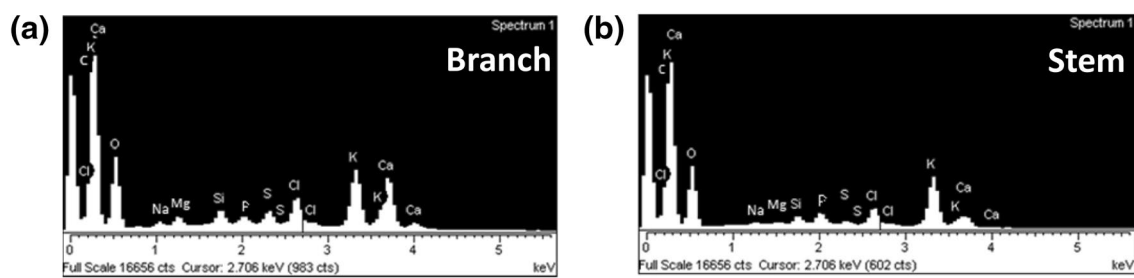 (a)
Spectrum 1
Branch
Ca
K
C
Cl
O
Na
Mg
Si
P
S
S
Cl
Cl
K
K
Ca
Ca
0 1 2 3 4 5
Full Scale 16656 cts Cursor: 2.706 keV (983 cts)
keV
(b)
Spectrum 1
Stem
Ca
K
C
Cl
O
Na
Mg
Si
P
S
S
Cl
Cl
K
K
Ca
Ca
0 1 2 3 4 5
Full Scale 16656 cts Cursor: 2.706 keV (602 cts)
keV